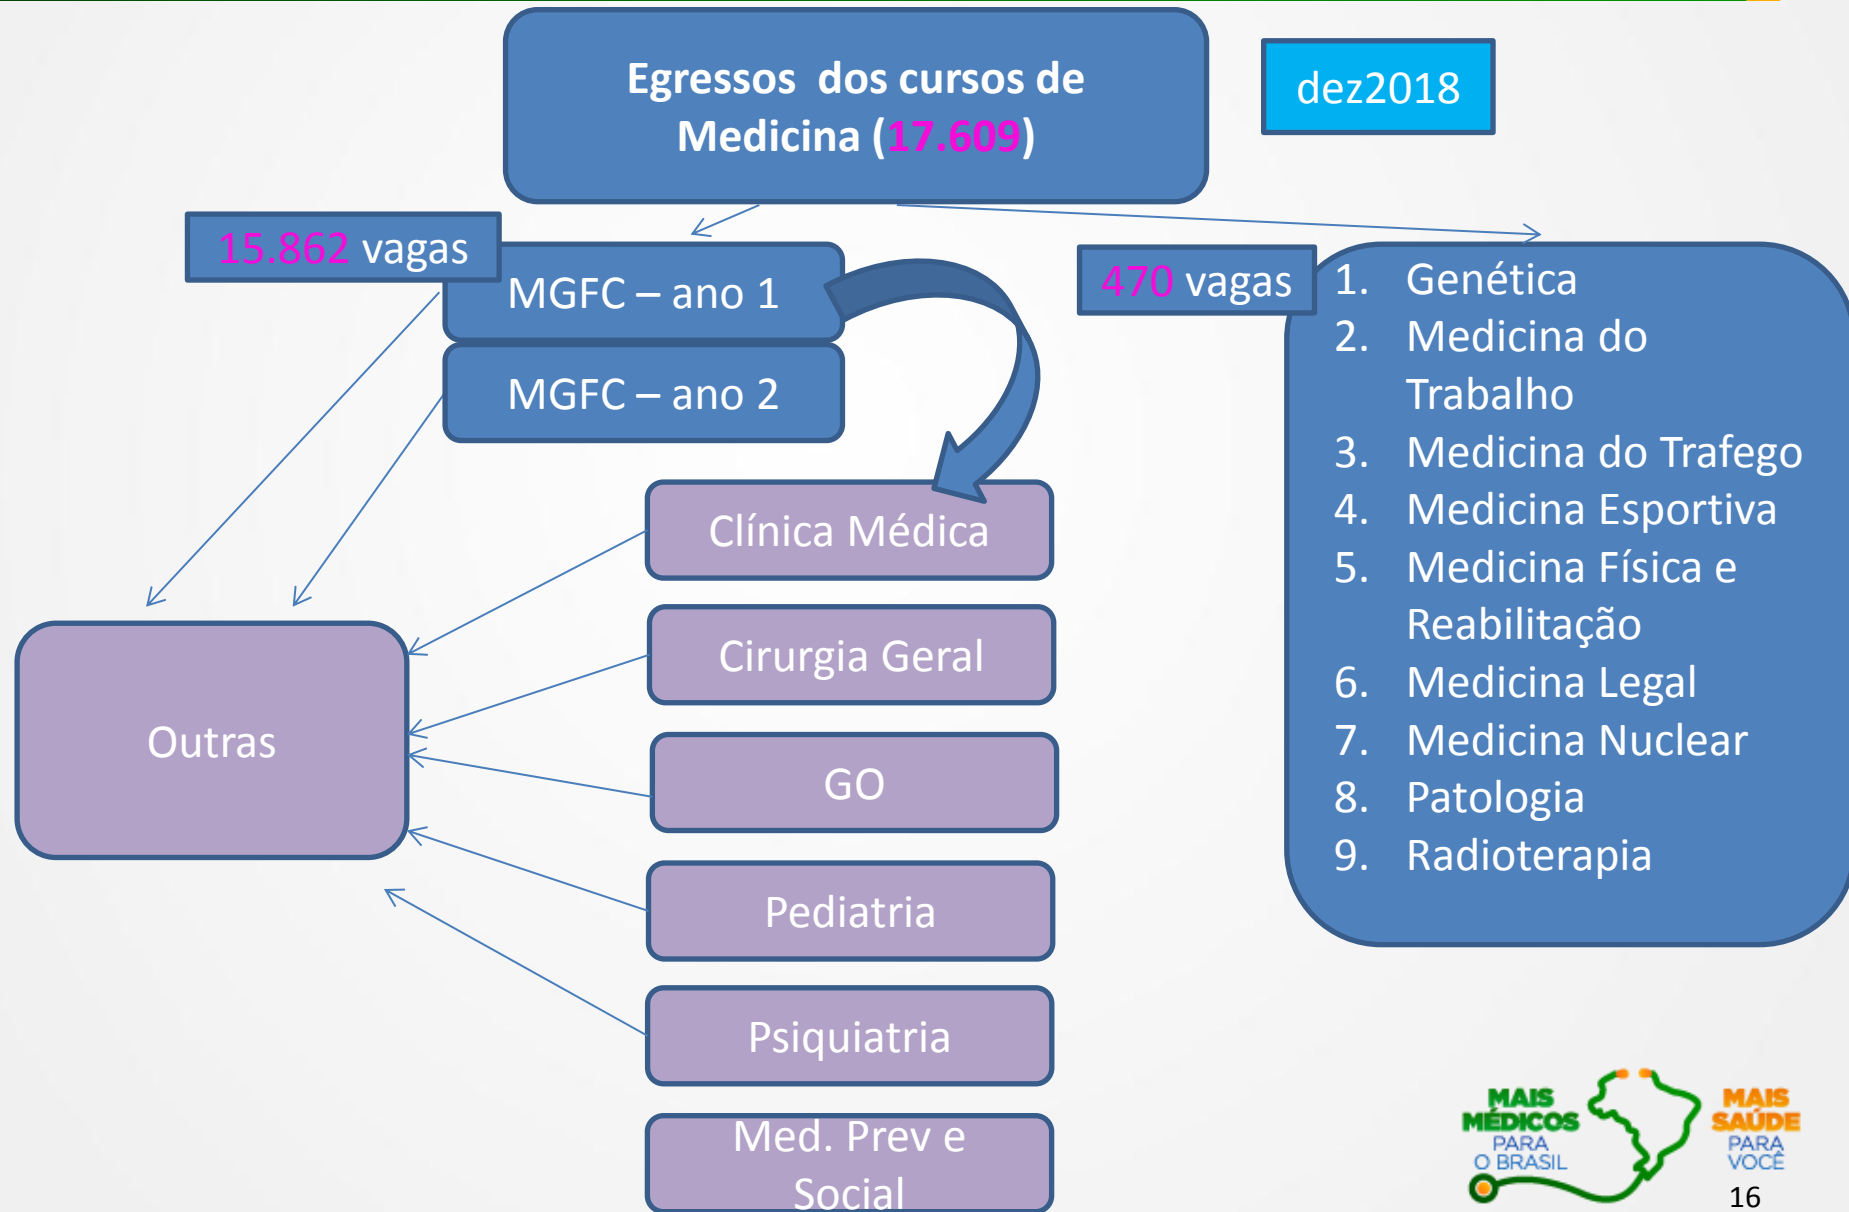 Egressos dos cursos de
Medicina (17.609)
dez2018
15.862 vagas
MGFC – ano 1
MGFC – ano 2
470 vagas
1. Genética
2. Medicina do
Trabalho
3. Medicina do Trafego
4. Medicina Esportiva
5. Medicina Física e
Reabilitação
6. Medicina Legal
7. Medicina Nuclear
8. Patologia
9. Radioterapia
Clínica Médica
Cirurgia Geral
Outras
GO
Pediatria
Psiquiatria
Med. Prev e
Social
MAIS
MÉDICOS
PARA
O BRASIL
MAIS
SAÚDE
PARA
VOCÊ
16